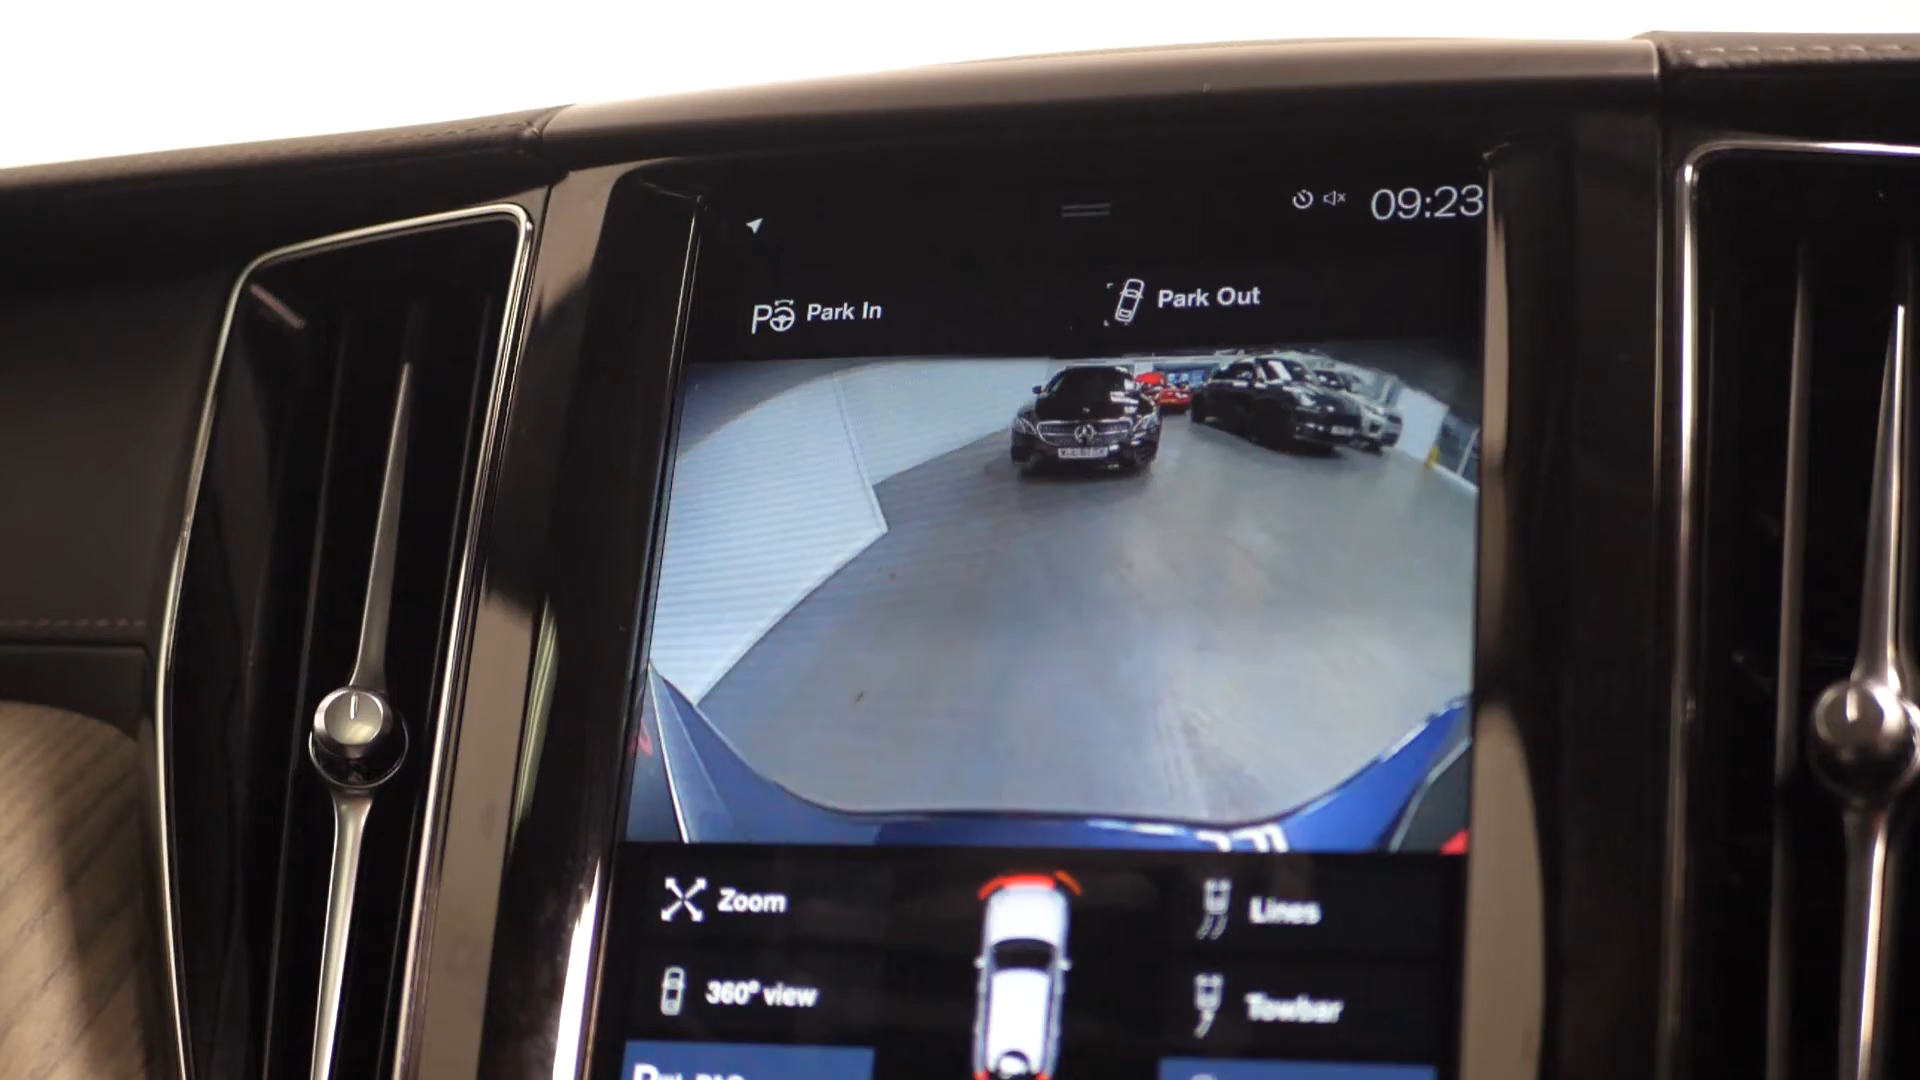 09:23
Park In
Park Out
Zoom
Lines
360° view
Towbar